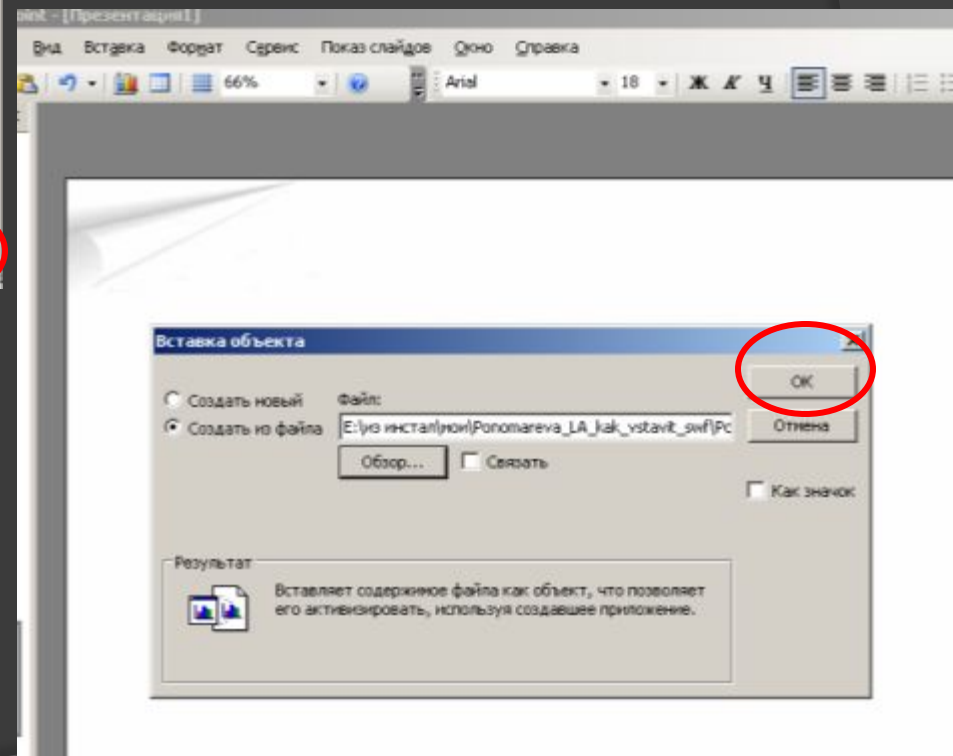 oint - [Презентация1]
Вид Вставка Формат Сервис Показ слайдов Окно Справка
66% Arial 18 Ж К Ч
Вставка объекта
Создать новый
Файл:
ОК
Создать из файла
E:\из инстал\мои\Ponomareva_LA_kak_vstavit_swf\Po
Отмена
Обзор...
Связать
Как значок
Результат
Вставляет содержимое файла как объект, что позволяет
его активизировать, используя создавшее приложение.